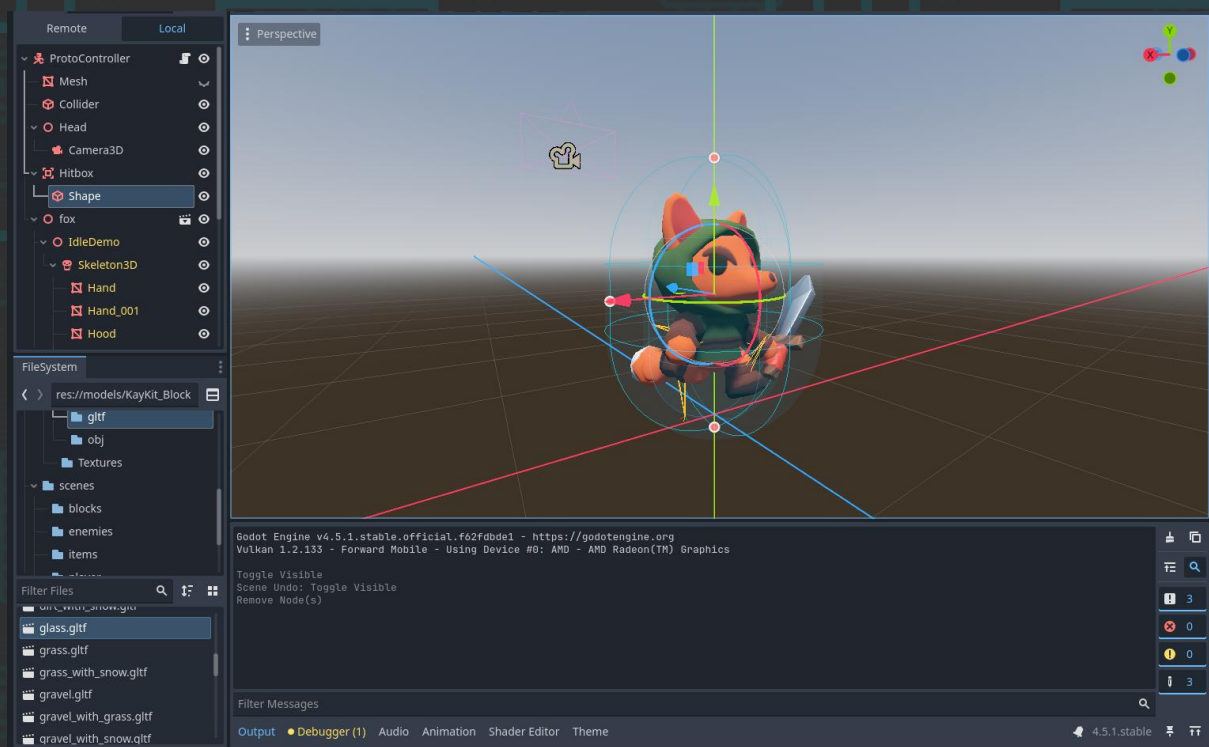 Remote Local
ProtoController
Mesh
Collider
Head
Camera3D
Hitbox
Shape
fox
IdleDemo
Skeleton3D
Hand
Hand_001
Hood
FileSystem
res://models/KayKit_Block
gltf
obj
Textures
scenes
blocks
enemies
items
Filter Files
glass.gltf
grass.gltf
grass_with_snow.gltf
gravel.gltf
gravel_with_grass.gltf
gravel_with_snow.gltf
Perspective
Y
X
Godot Engine v4.5.1.stable.official.f62fdbde1 - https://godotengine.org
Vulkan 1.2.133 - Forward Mobile - Using Device #0: AMD - AMD Radeon(TM) Graphics
Toggle Visible
Scene Undo: Toggle Visible
Remove Node(s)
3
0
0
3
Filter Messages
Output Debugger (1) Audio Animation Shader Editor Theme 4.5.1.stable